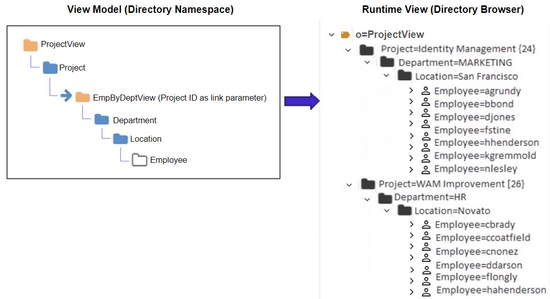 View Model (Directory Namespace)
ProjectView
Project
EmpByDeptView (Project ID as link parameter)
Department
Location
Employee
Runtime View (Directory Browser)
o=ProjectView
Project=Identity Management {24}
Department=MARKETING
Location=San Francisco
Employee=agrundy
Employee=bbond
Employee=djones
Employee=fstine
Employee=hhenderson
Employee=kgremmold
Employee=nlesley
Project=WAM Improvement [26}
Department=HR
Location=Novato
Employee=cbrady
Employee=ccoatfield
Employee=cnonez
Employee=ddarson
Employee=flongly
Employee=hahenderson